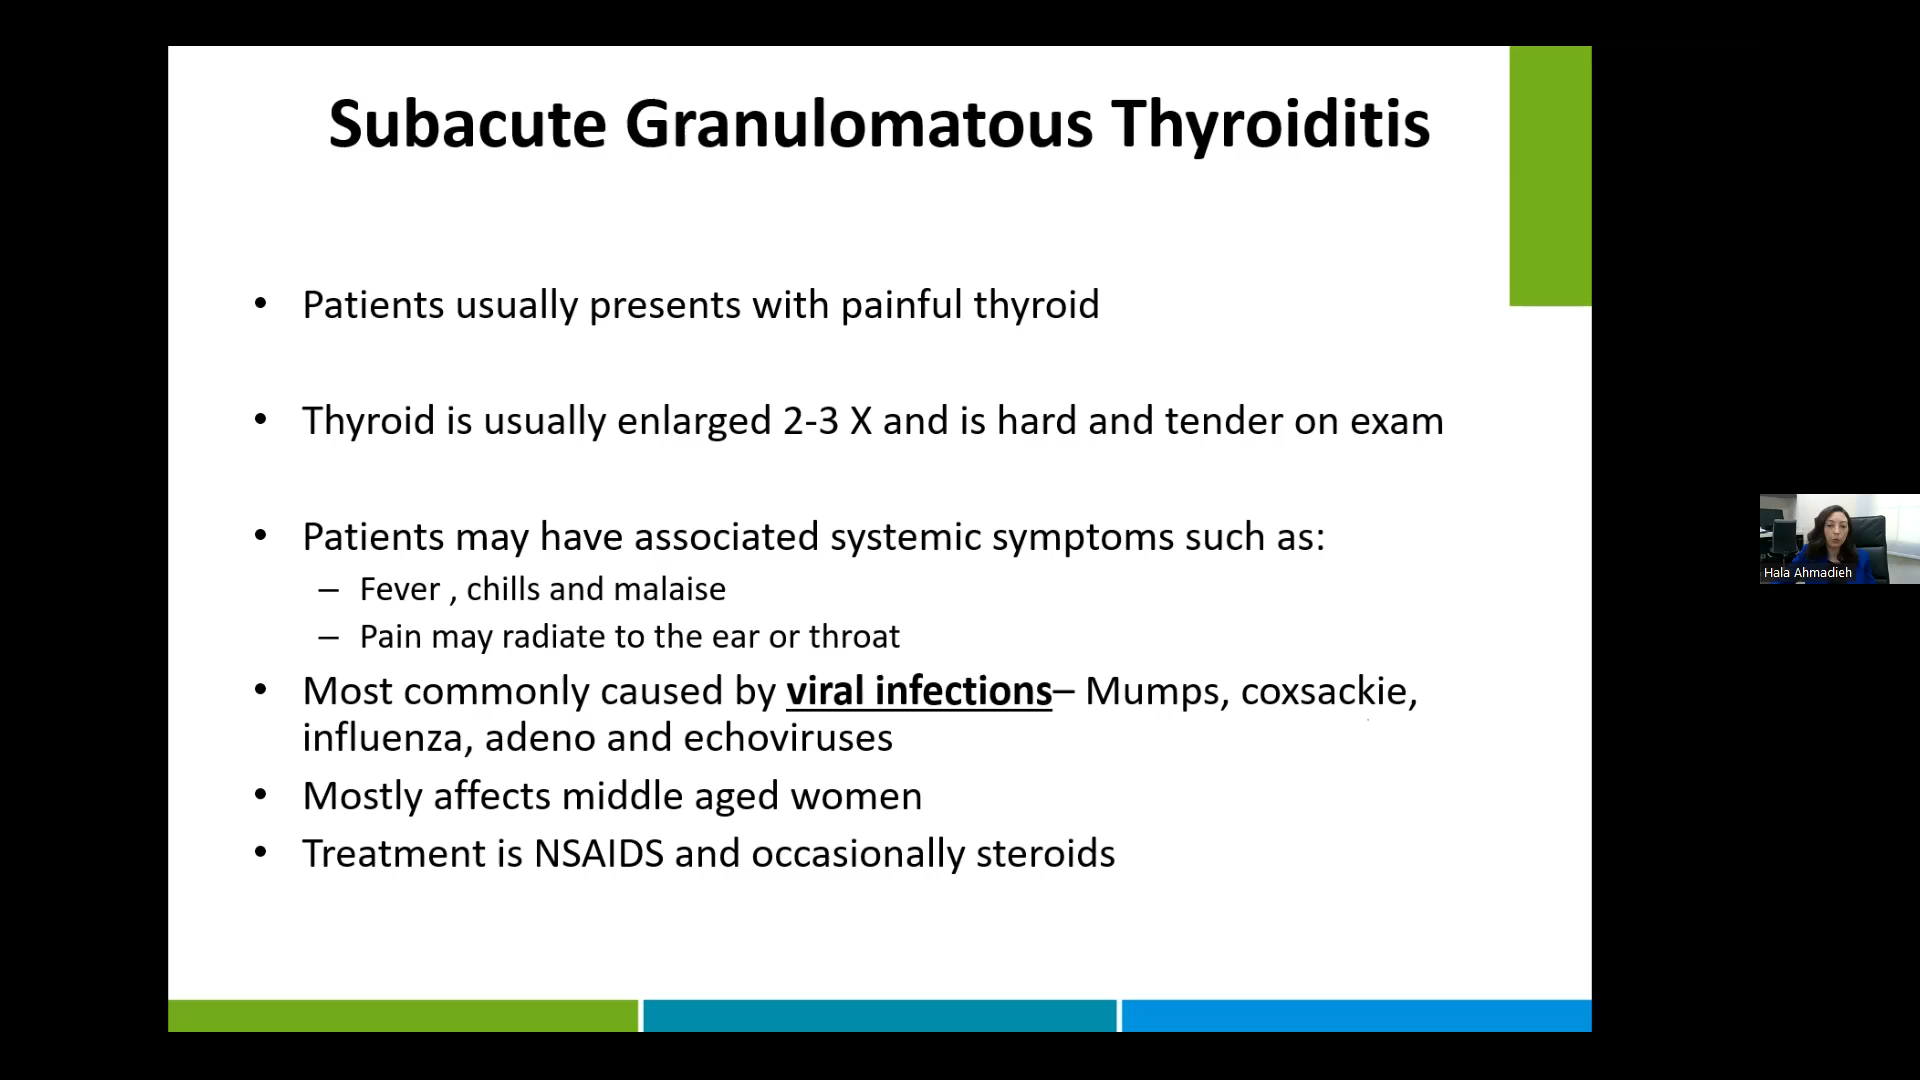 Subacute Granulomatous Thyroiditis
• Patients usually presents with painful thyroid
• Thyroid is usually enlarged 2-3 X and is hard and tender on exam
• Patients may have associated systemic symptoms such as:
– Fever , chills and malaise
– Pain may radiate to the ear or throat
• Most commonly caused by viral infections– Mumps, coxsackie,
influenza, adeno and echoviruses
• Mostly affects middle aged women
• Treatment is NSAIDS and occasionally steroids
Hala Ahmadieh